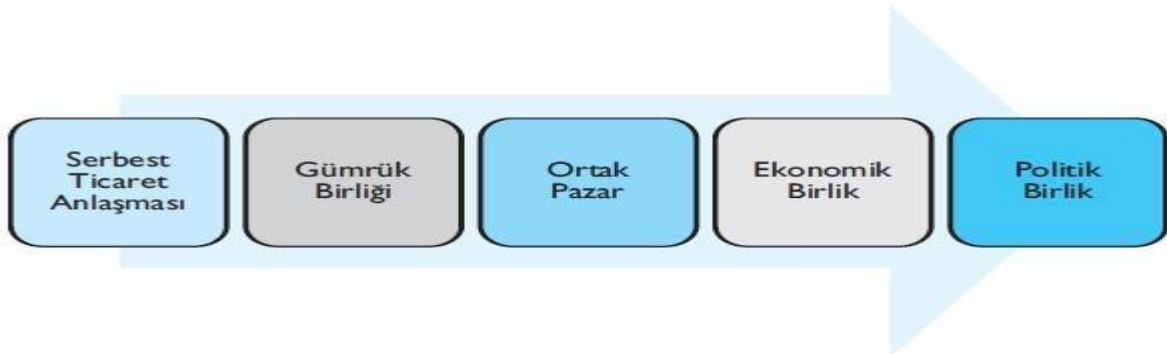 Serbest
Ticaret
Anlaşması
Gümrük
Birliği
Ortak
Pazar
Ekonomik
Birlik
Politik
Birlik